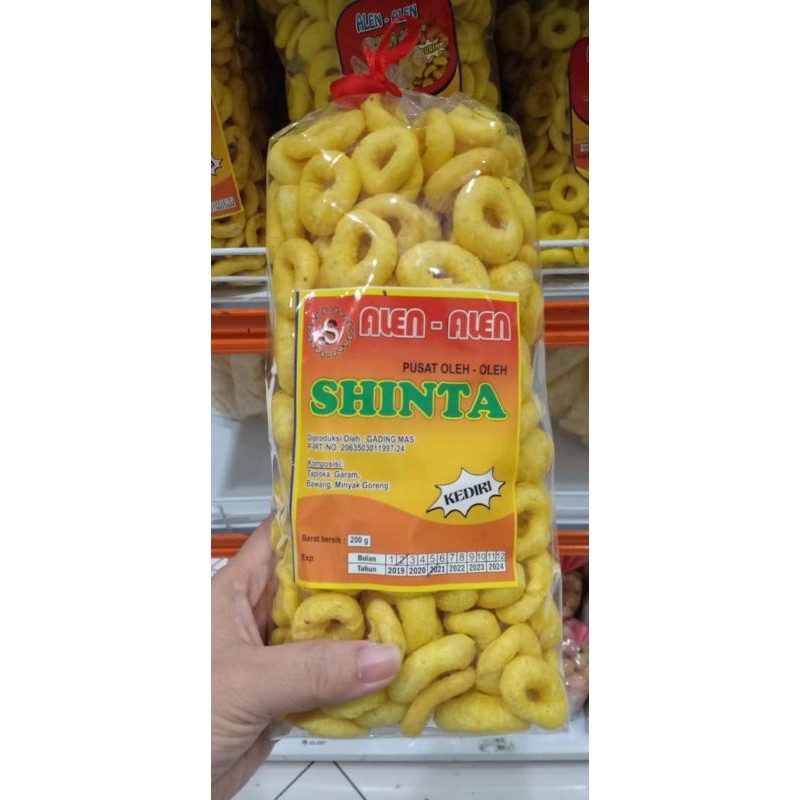 ALEN - ALEN
S
ALEN - ALEN
PUSAT OLEH - OLEH
SHINTA
Diproduksi Oleh : GADING MAS
P-IRT NO. 2063503011997-24
Komposisi:
Tapioka, Garam,
Bawang, Minyak Goreng
KEDIRI
Berat bersih : 200 g
Exp : Bulan 1 2 3 4 5 6 7 8 9 10 11 12
Tahun 2019 2020 2021 2022 2023 2024